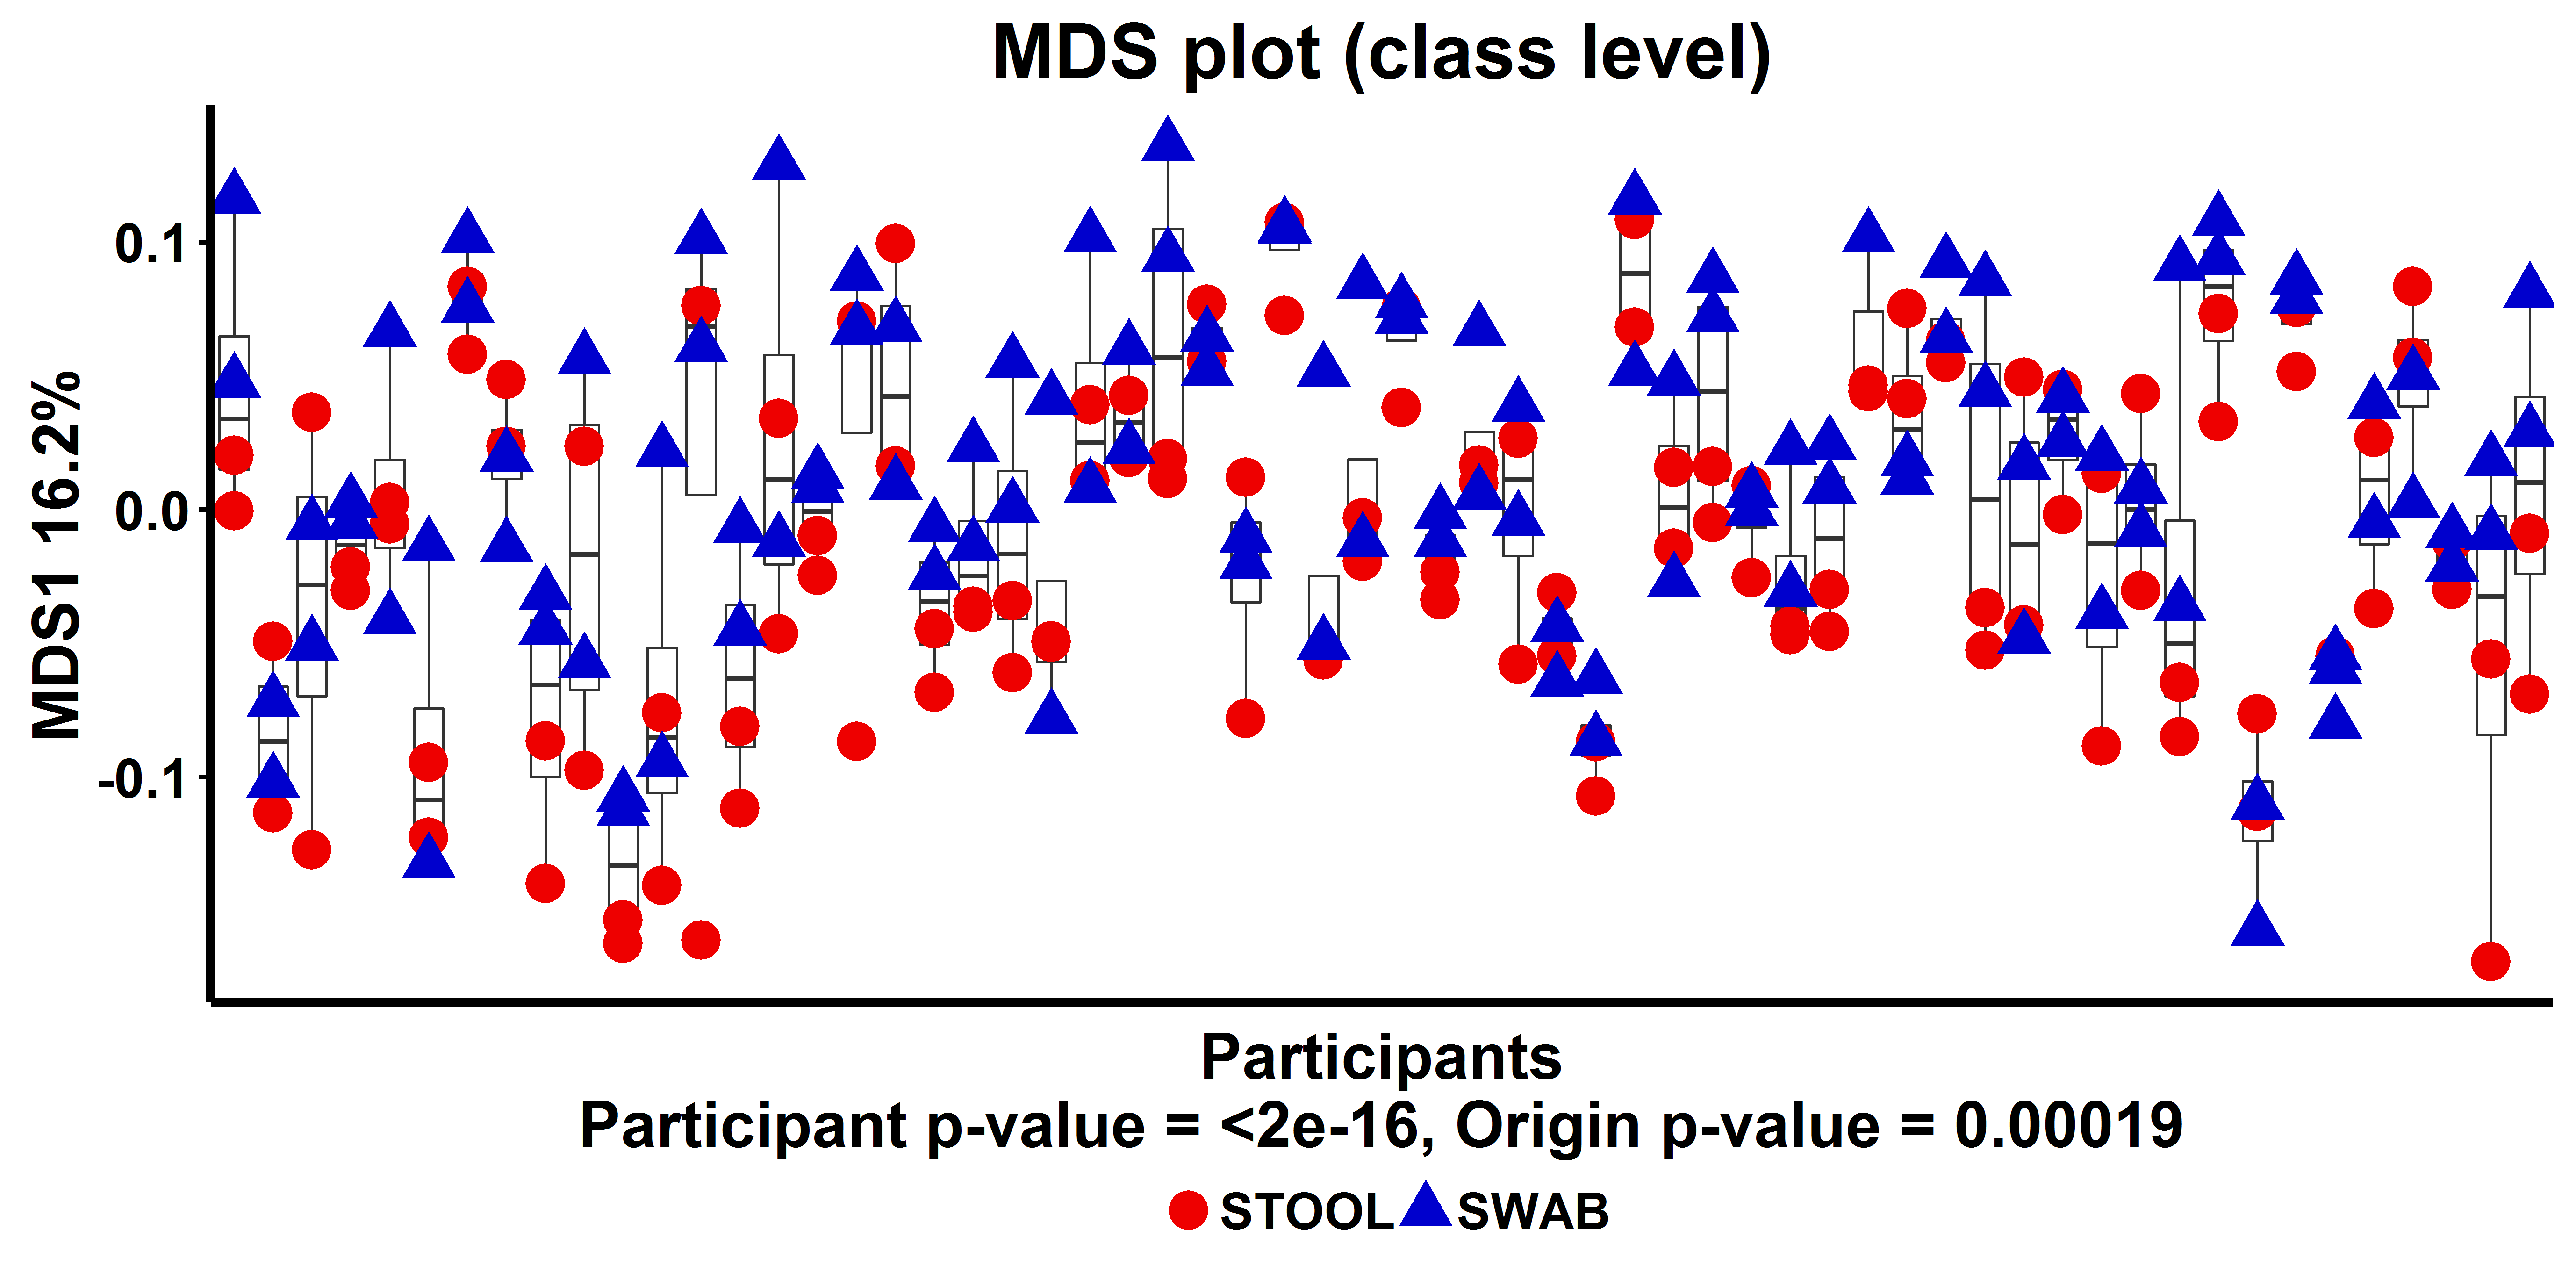 MDS plot (class level)
MDS1 16.2%
0.1
0.0
-0.1
Participants
Participant p-value = <2e-16, Origin p-value = 0.00019
STOOL SWAB